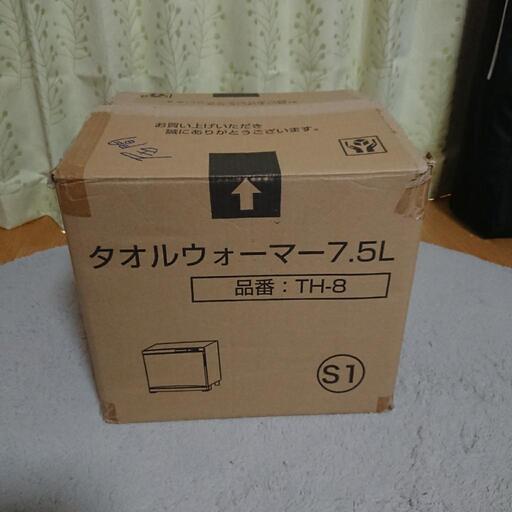 お買い上げいただき
誠にありがとうございます。
タオルウォーマー7.5L
品番：TH-8
S1